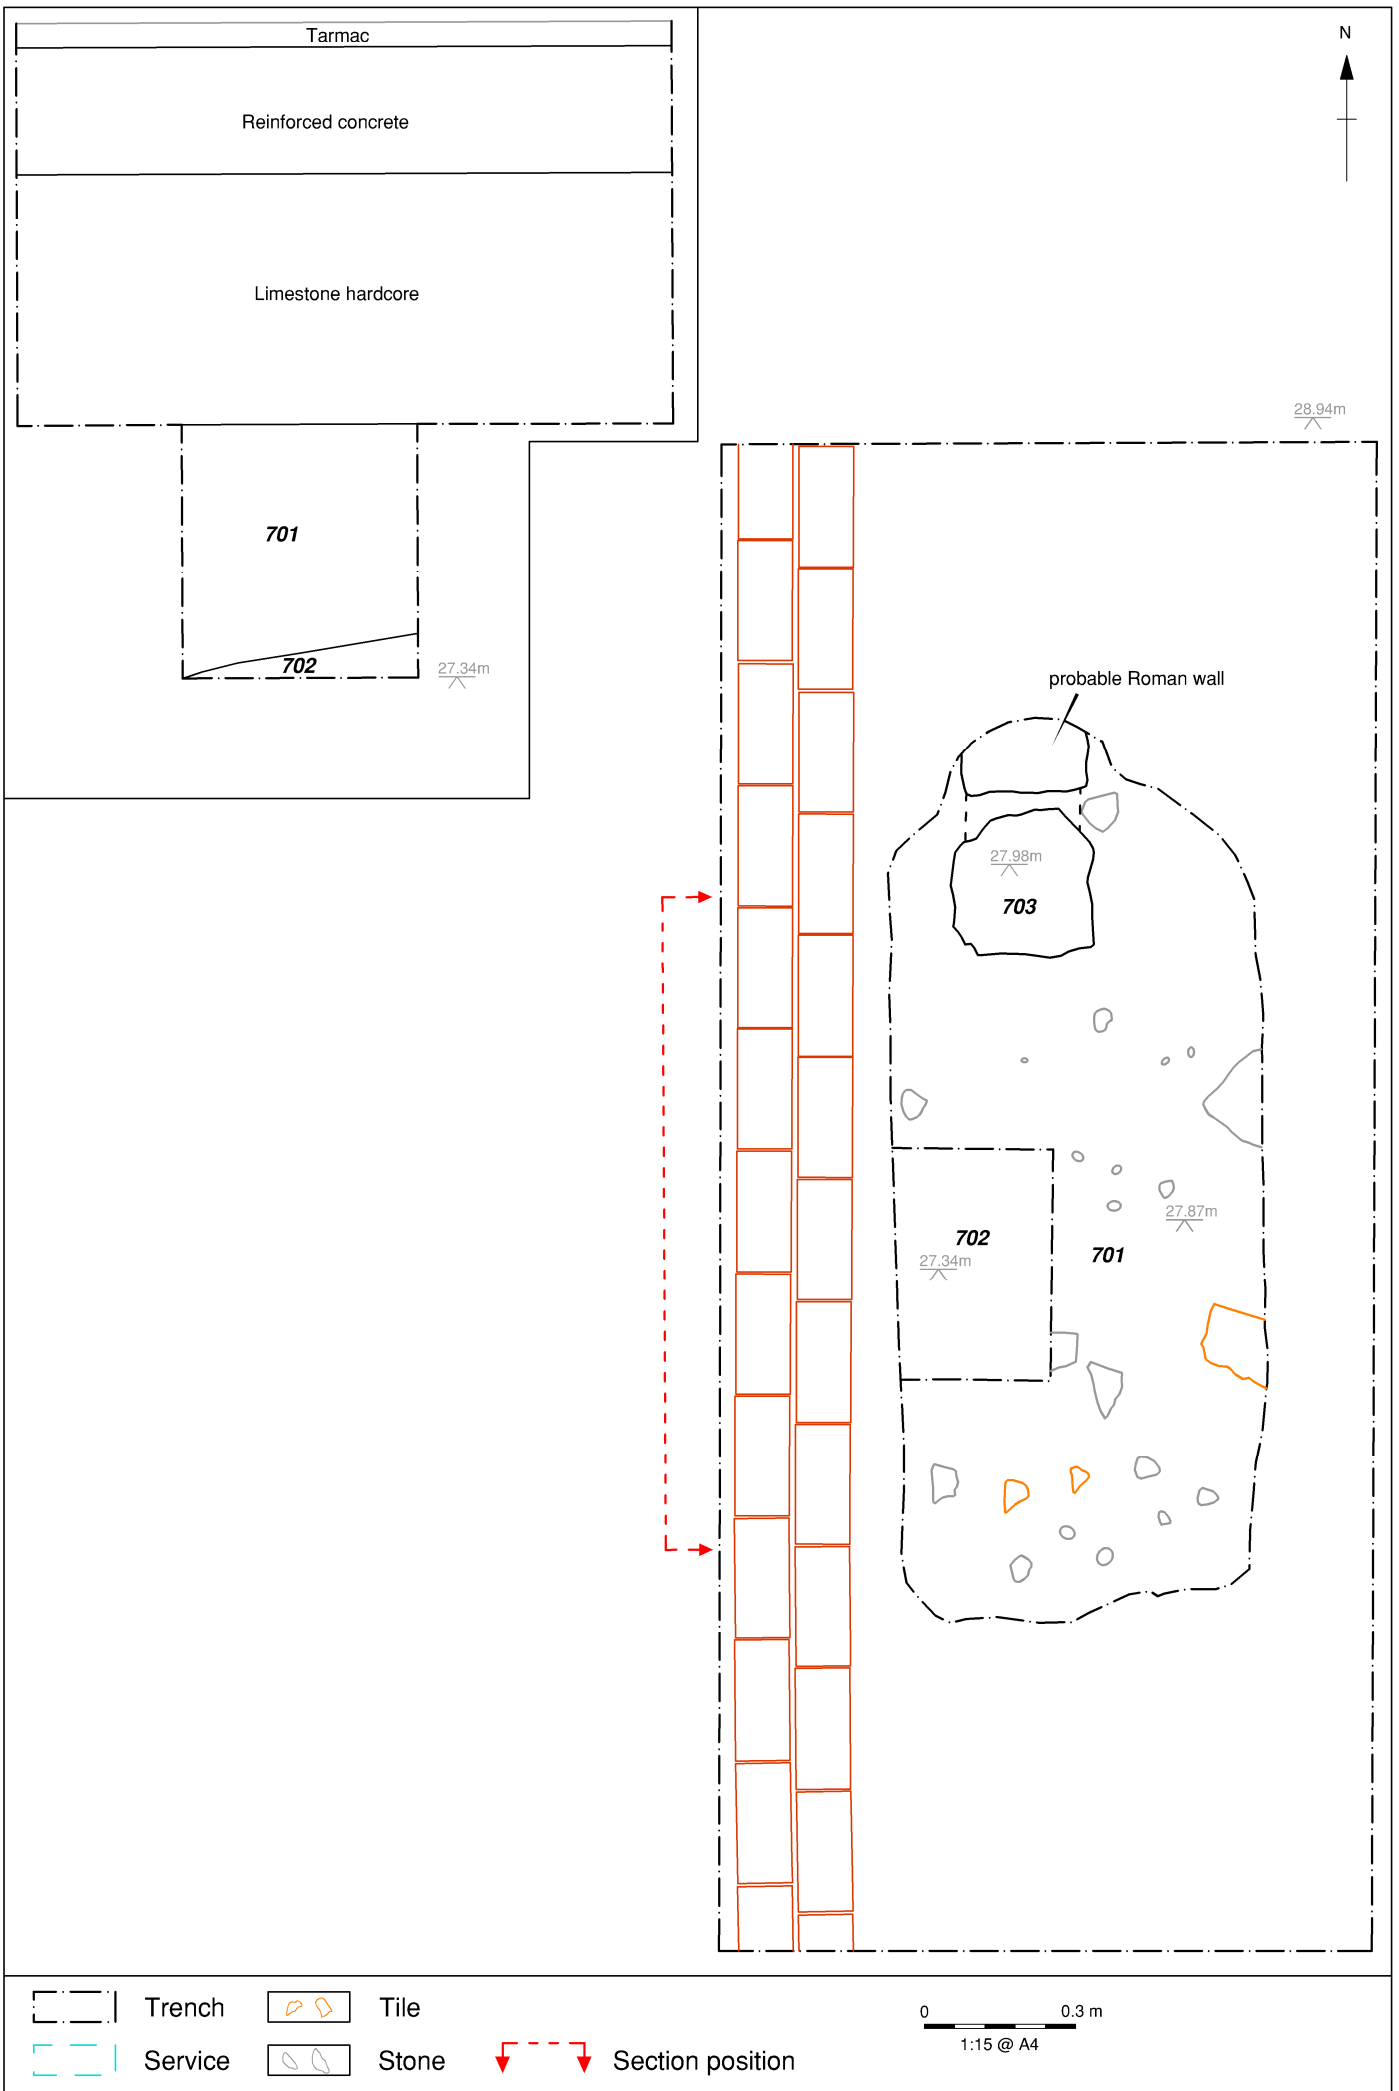 Tarmac
N
Reinforced concrete
Limestone hardcore
28.94m
701
702
27.34m
probable Roman wall
27.98m
703
27.87m
702
701
27.34m
Trench
Tile
0 0.3 m
1:15 @ A4
Service
Stone
Section position